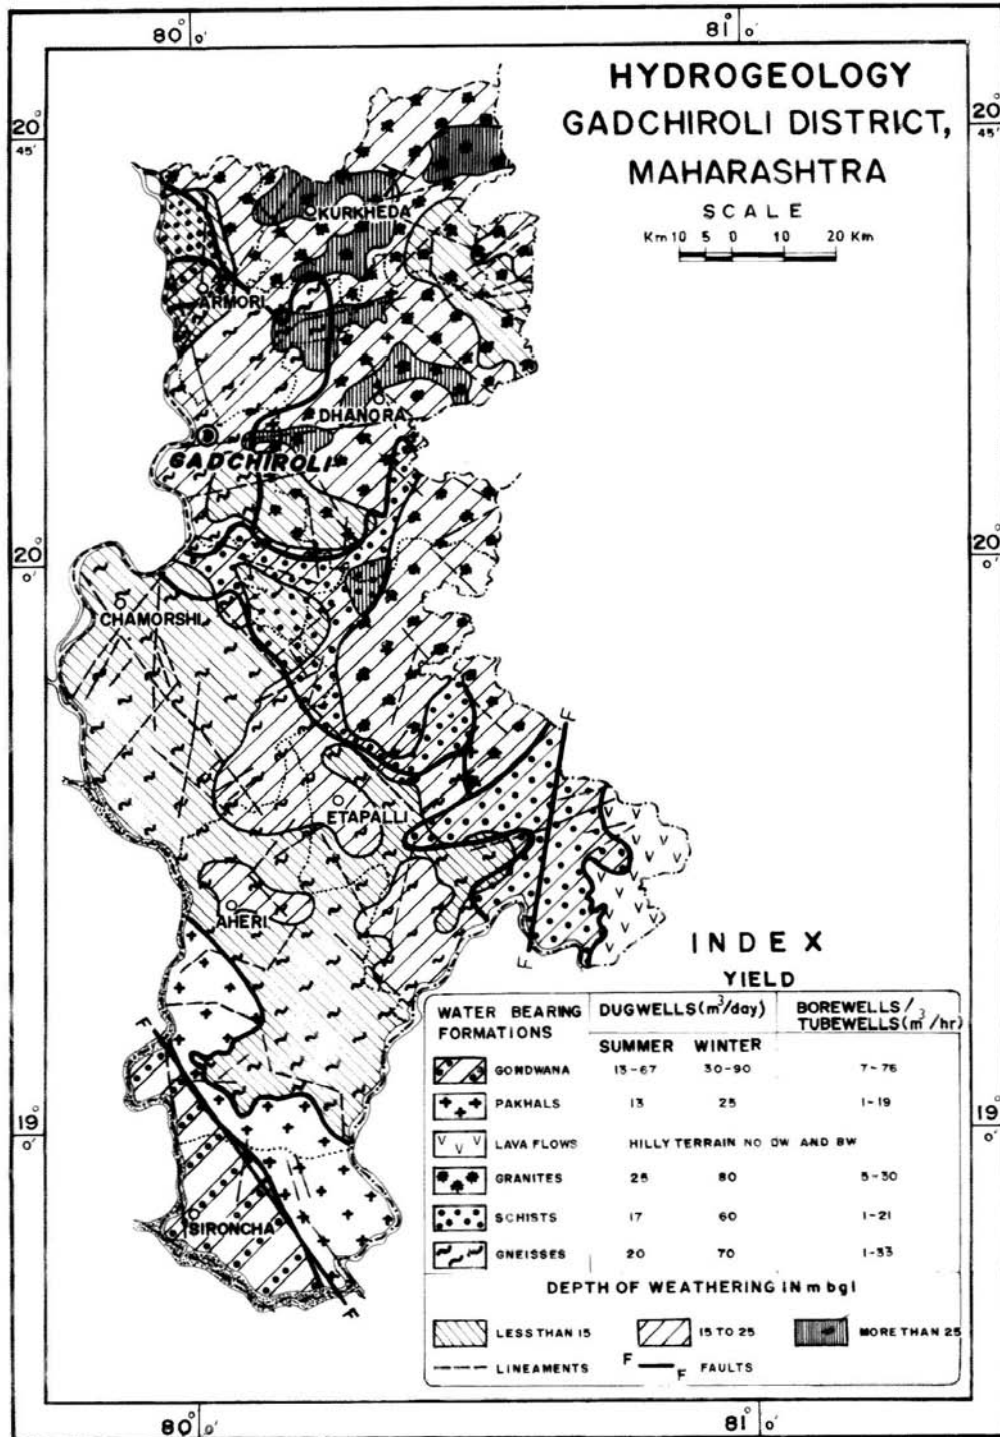 80° 0'
81° 0'
HYDROGEOLOGY
GADCHIROLI DISTRICT,
MAHARASHTRA
SCALE
Km 10 5 0 10 20 Km
20° 45'
20° 45'
KURKHEDA
ARMORI
DHANORA
GADCHIROLI
20° 0'
20° 0'
CHAMORSHI
F
ETAPALLI
V V V V V V V V V V V
AHERI
F
INDEX
YIELD
WATER BEARING FORMATIONS
DUGWELLS (m³/day)
BOREWELLS / TUBEWELLS (m³/hr)
SUMMER WINTER
GONDWANA 13-67 30-90 7-76
PAKHALS 13 25 1-19
V V V V LAVA FLOWS HILLY TERRAIN NO DW AND BW
GRANITES 25 80 5-30
SCHISTS 17 60 1-21
GNEISSES 20 70 1-33
F
19° 0'
19° 0'
SIRONCHA
F
DEPTH OF WEATHERING IN m bgl
LESS THAN 15 15 TO 25 MORE THAN 25
LINEAMENTS F F FAULTS
80° 0'
81° 0'